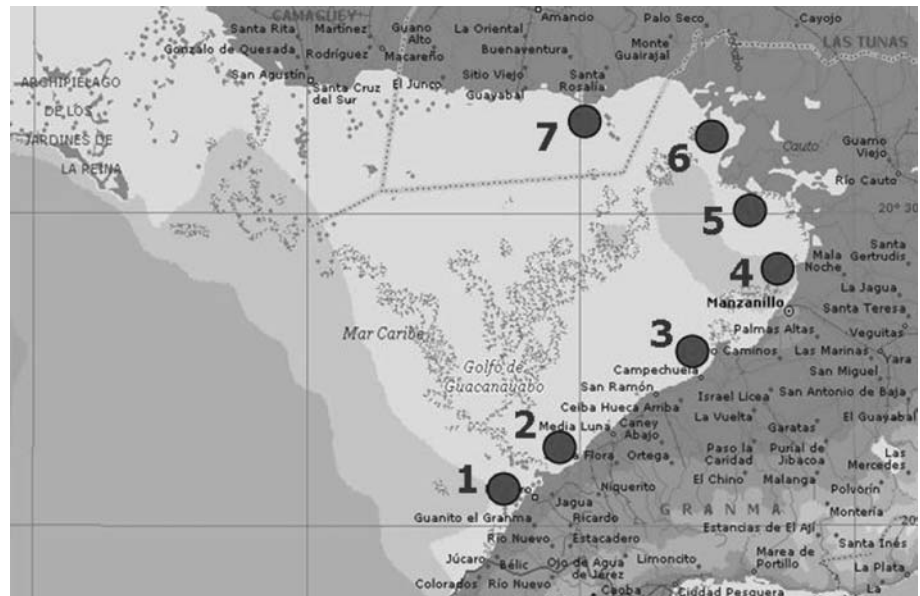 CAMAGUEY
Santa Rita
Martínez
Guano
Alto
La Oriental
Amancio
Palo Seco
Cayojo
Gonzalo de Quesada
Rodríguez
Macareño
Buenaventura
Monte
Guairajal
LAS TUNAS
San Agustín
Santa Cruz
del Sur
El Junco
Sitio Viejo
Guayabal
Santa
Rosalía
ARCHIPIELAGO
DE LOS
JARDINES DE
LA REINA
7
6
Cauto
Guamo
Viejo
Río Cauto
5
20° 30
4
Mala
Noche
Santa
Gertrudis
La Jagua
Manzanillo
Santa Teresa
Mar Caribe
3
Palmas Altas
Veguitas
Caminos
Las Marinas
Yara
Golfo de
Guacanayabo
Campechuela
San Miguel
San Ramón
Israel Licea
San Antonio de Baja
Ceiba Hueca Arriba
La Vuelta
El Guayabal
2
Media Luna
Caney
Abajo
Garatas
Flora
Ortega
Paso la
Caridad
Purial de
Jibacoa
Las
Mercedes
1
El Chino
Malanga
Polvorín
Niquerito
Jagua
GRANMA
Montería
Guanito el Granma
Ricardo
Estancias de El Ají
20°
Río Nuevo
Estacadero
Santa Inés
Júcaro
Bélic
Ojo de Agua
de Jérez
Limoncito
Marea de
Portillo
La Plata
Colorados
Río Nuevo
Caoba
Ciudad Pesquera
La